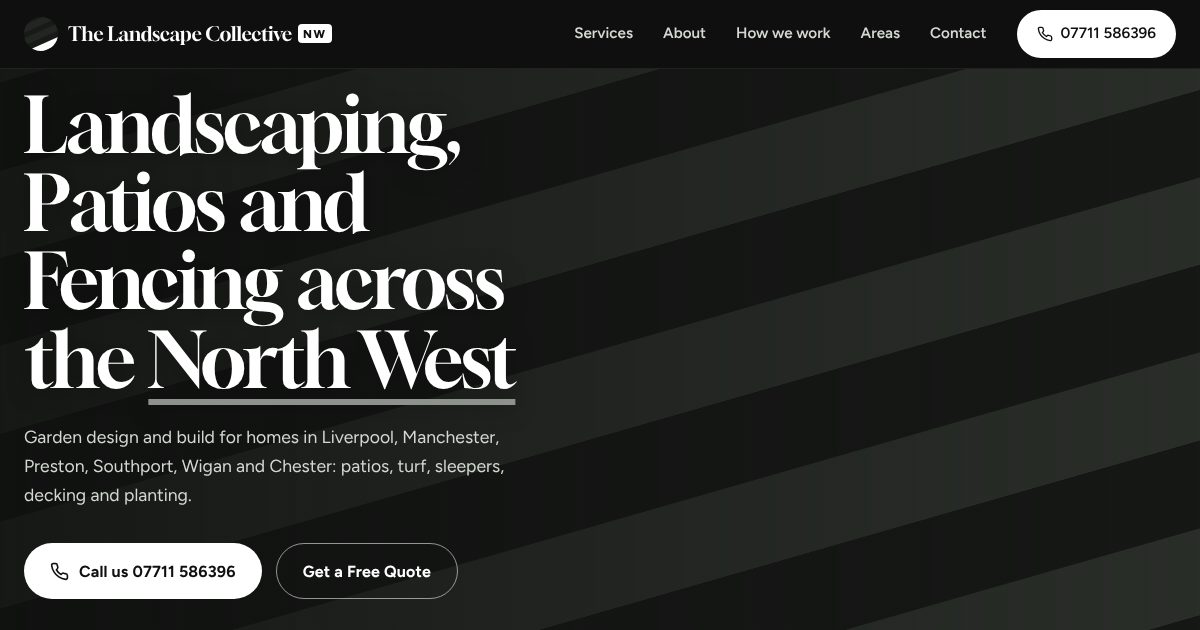 The Landscape Collective NW
Services
About
How we work
Areas
Contact
07711 586396
Landscaping,
Patios and
Fencing across
the North West
Garden design and build for homes in Liverpool, Manchester,
Preston, Southport, Wigan and Chester: patios, turf, sleepers,
decking and planting.
Call us 07711 586396
Get a Free Quote